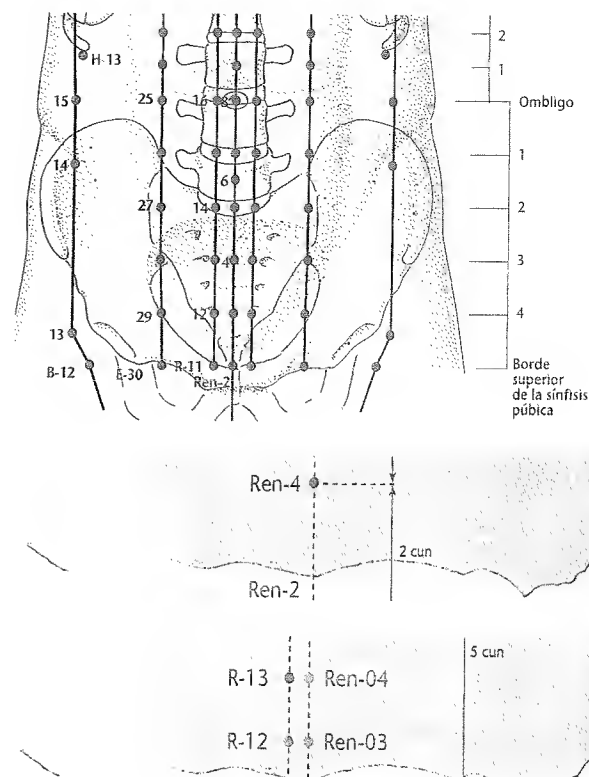 2
H-13
1
15
25
16
8
Ombligo
14
1
6
27
14
2
4
3
29
12
4
13
B-12
E-30
R-11
Ren-2
Borde
superior
de la sínfisis
púbica
Ren-4
2 cun
Ren-2
5 cun
R-13
Ren-04
R-12
Ren-03